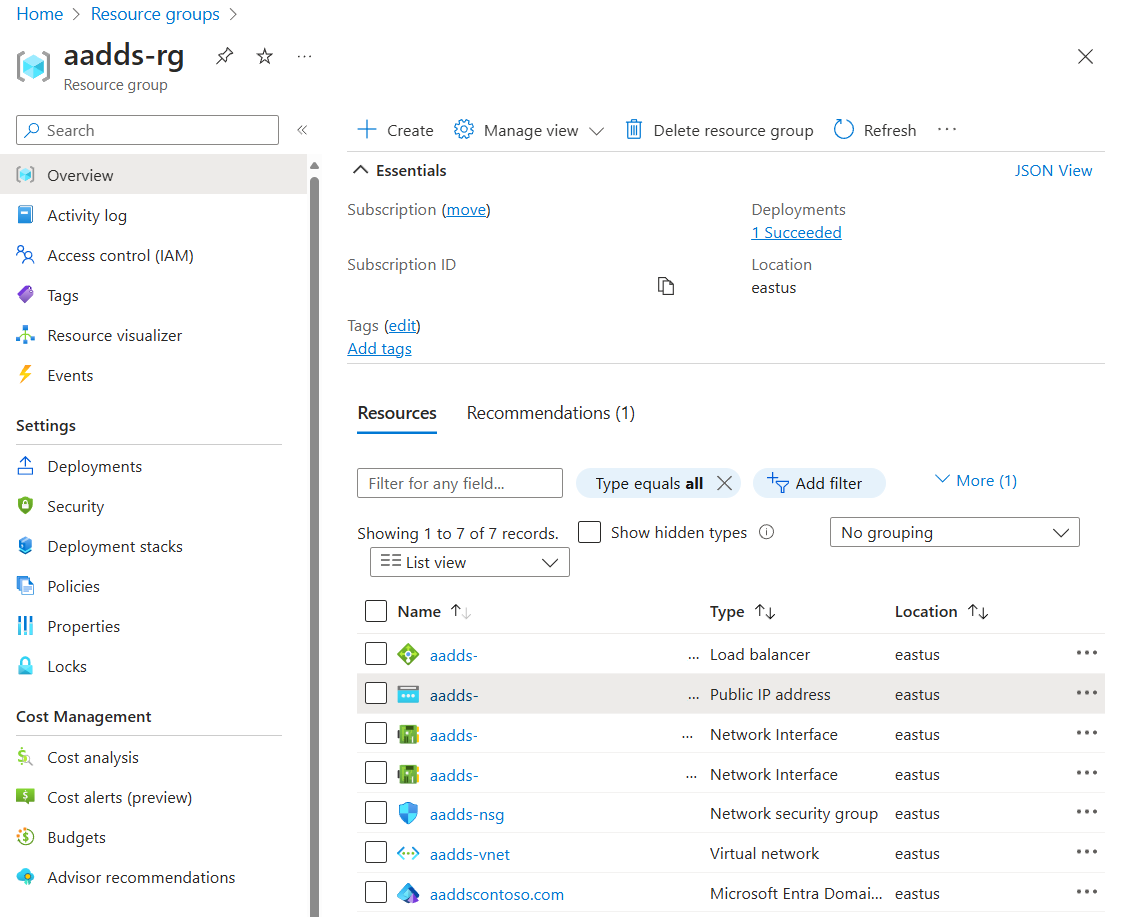 Home > Resource groups >
aadds-rg ...
Resource group
Search «
Overview
Activity log
Access control (IAM)
Tags
Resource visualizer
Events
Settings
Deployments
Security
Deployment stacks
Policies
Properties
Locks
Cost Management
Cost analysis
Cost alerts (preview)
Budgets
Advisor recommendations
Create Manage view Delete resource group Refresh ...
Essentials JSON View
Subscription (move) Deployments
1 Succeeded
Subscription ID Location
eastus
Tags (edit)
Add tags
Resources Recommendations (1)
Filter for any field... Type equals all Add filter More (1)
Showing 1 to 7 of 7 records. Show hidden types No grouping
List view
Name Type Location
aadds- ... Load balancer eastus ...
aadds- ... Public IP address eastus ...
aadds- ... Network Interface eastus ...
aadds- ... Network Interface eastus ...
aadds-nsg Network security group eastus ...
aadds-vnet Virtual network eastus ...
aaddscontoso.com Microsoft Entra Domai... eastus ...